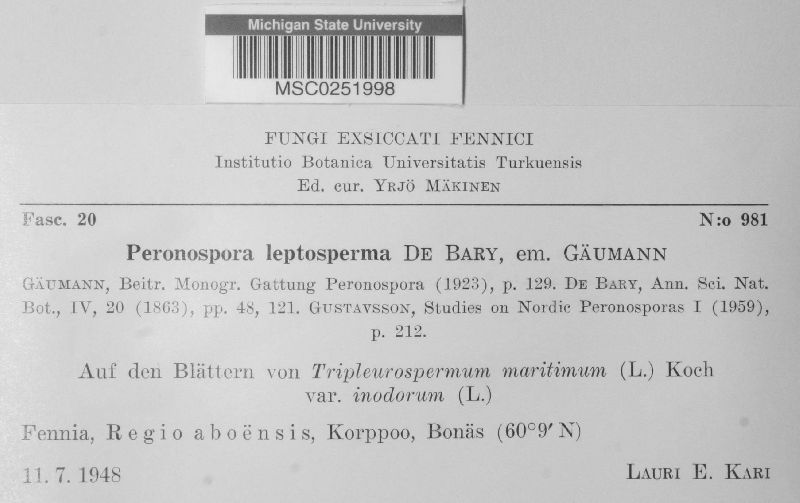 Michigan State University
MSC0251998
FUNGI EXSICCATI FENNICI
Institutio Botanica Universitatis Turkuensis
Ed. cur. YRJÖ MÄKINEN
Fasc. 20 N:o 981
Peronospora leptosperma DE BARY, em. GÄUMANN
GÄUMANN, Beitr. Monogr. Gattung Peronospora (1923), p. 129. DE BARY, Ann. Sci. Nat.
Bot., IV, 20 (1863), pp. 48, 121. GUSTAVSSON, Studies on Nordic Peronosporas I (1959),
p. 212.
Auf den Blättern von Tripleurospermum maritimum (L.) Koch
var. inodorum (L.)
Fennia, Regio aboënsis, Korppoo, Bonäs (60°9′ N)
11. 7. 1948 LAURI E. KARI